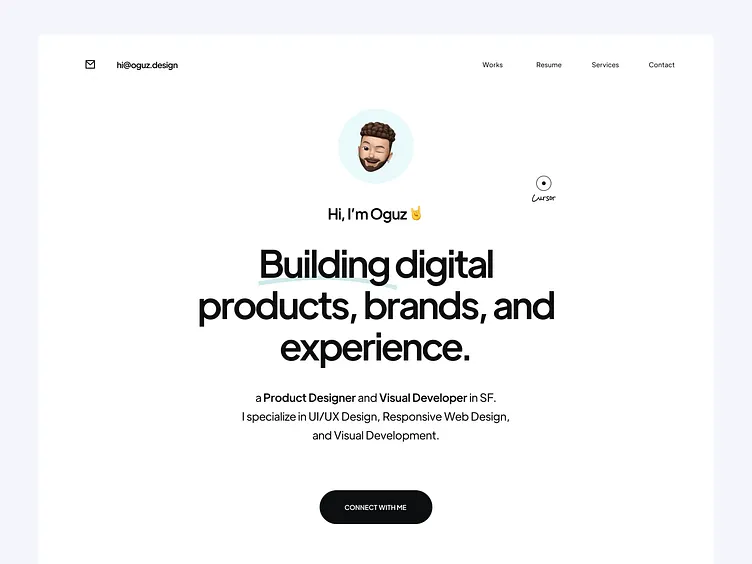 hi@oguz.design
Works
Resume
Services
Contact
Cursor
Hi, I'm Oguz 🤘
Building digital
products, brands, and
experience.
a Product Designer and Visual Developer in SF.
I specialize in UI/UX Design, Responsive Web Design,
and Visual Development.
CONNECT WITH ME